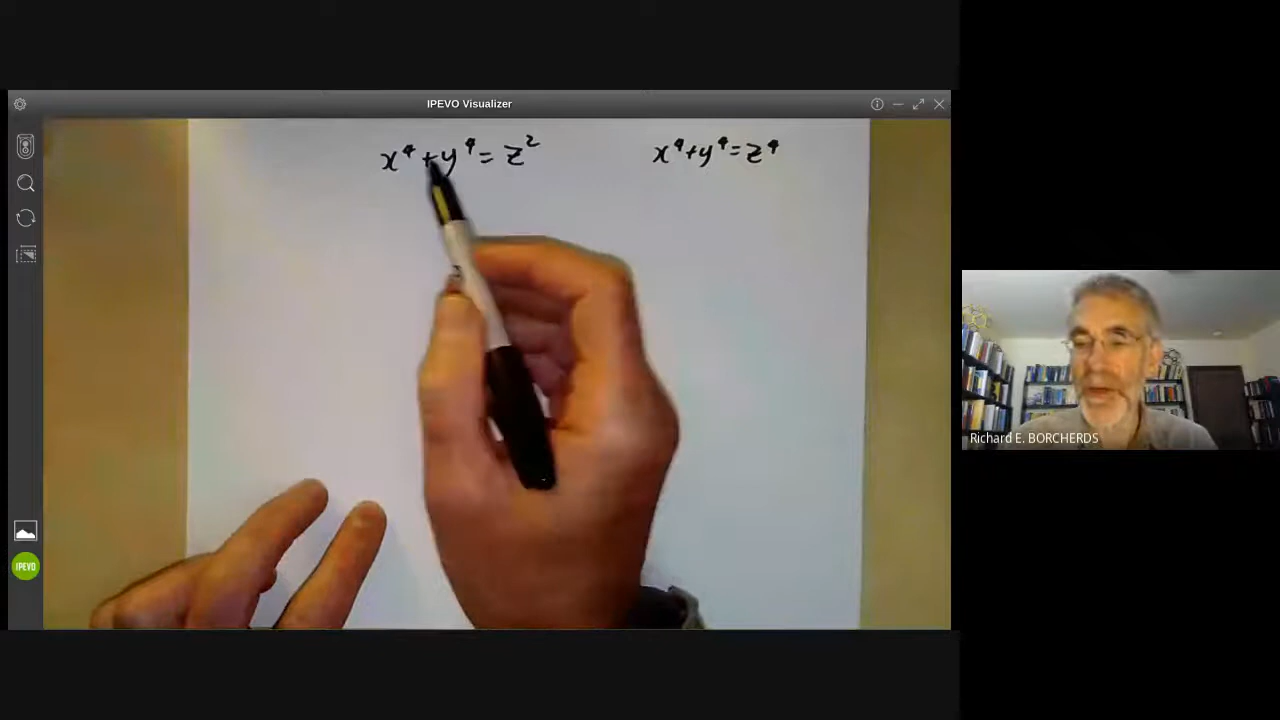 IPEVO Visualizer
x⁴+y⁴=z² x⁴+y⁴=z⁴
Richard E. BORCHERDS
IPEVO